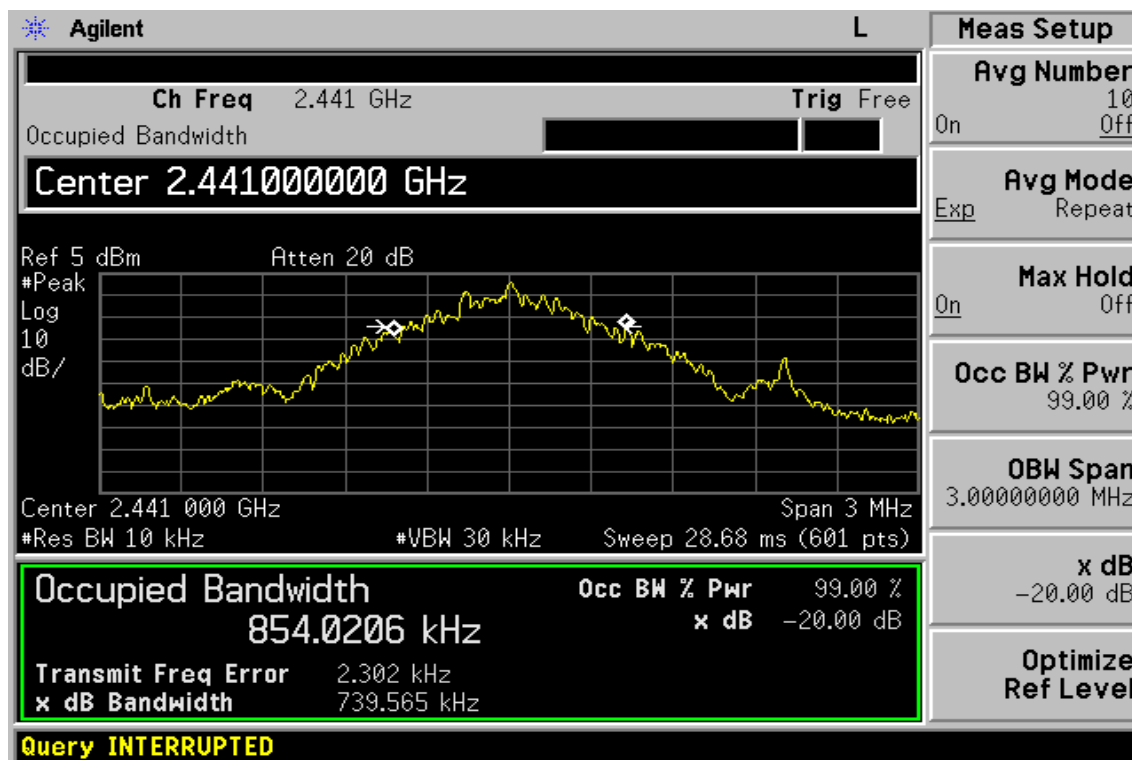 Agilent
L
Ch Freq 2.441 GHz Trig Free
Occupied Bandwidth
Center 2.441000000 GHz
Ref 5 dBm Atten 20 dB
#Peak
Log
10
dB/
Center 2.441 000 GHz Span 3 MHz
#Res BW 10 kHz #VBW 30 kHz Sweep 28.68 ms (601 pts)
Occupied Bandwidth
854.0206 kHz
Occ BW % Pwr 99.00 %
x dB -20.00 dB
Transmit Freq Error 2.302 kHz
x dB Bandwidth 739.565 kHz
Query INTERRUPTED
Meas Setup
Avg Number
10
On Off
Avg Mode
Exp Repeat
Max Hold
On Off
Occ BW % Pwr
99.00 %
OBW Span
3.00000000 MHz
x dB
-20.00 dB
Optimize
Ref Level